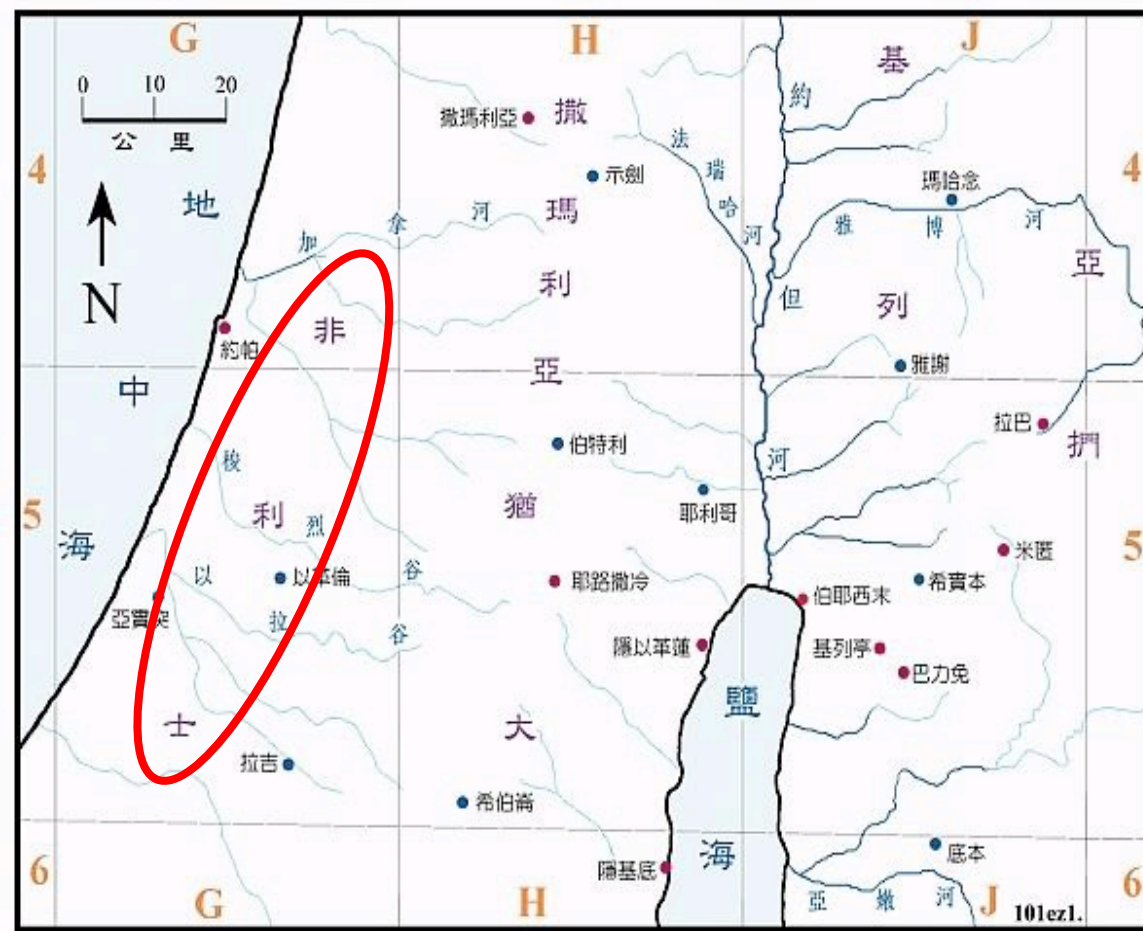 G
H
J
0 10 20
公里
N
4
4
5
5
6
6
G
H
J
地中海
撒瑪利亞
撒瑪利亞
示劍
法瑞哈河
約但河
基列
瑪哈念
雅博河
亞捫
加拿河
非利士
約帕
雅謝
拉巴
伯特利
耶利哥
梭烈谷
猶大
以革倫
以拉谷
耶路撒冷
亞實突
米匿
希實本
伯耶西末
隱以革蓮
基列亭
巴力免
鹽海
拉吉
希伯崙
隱基底
底本
亞嫩河
101ez1.